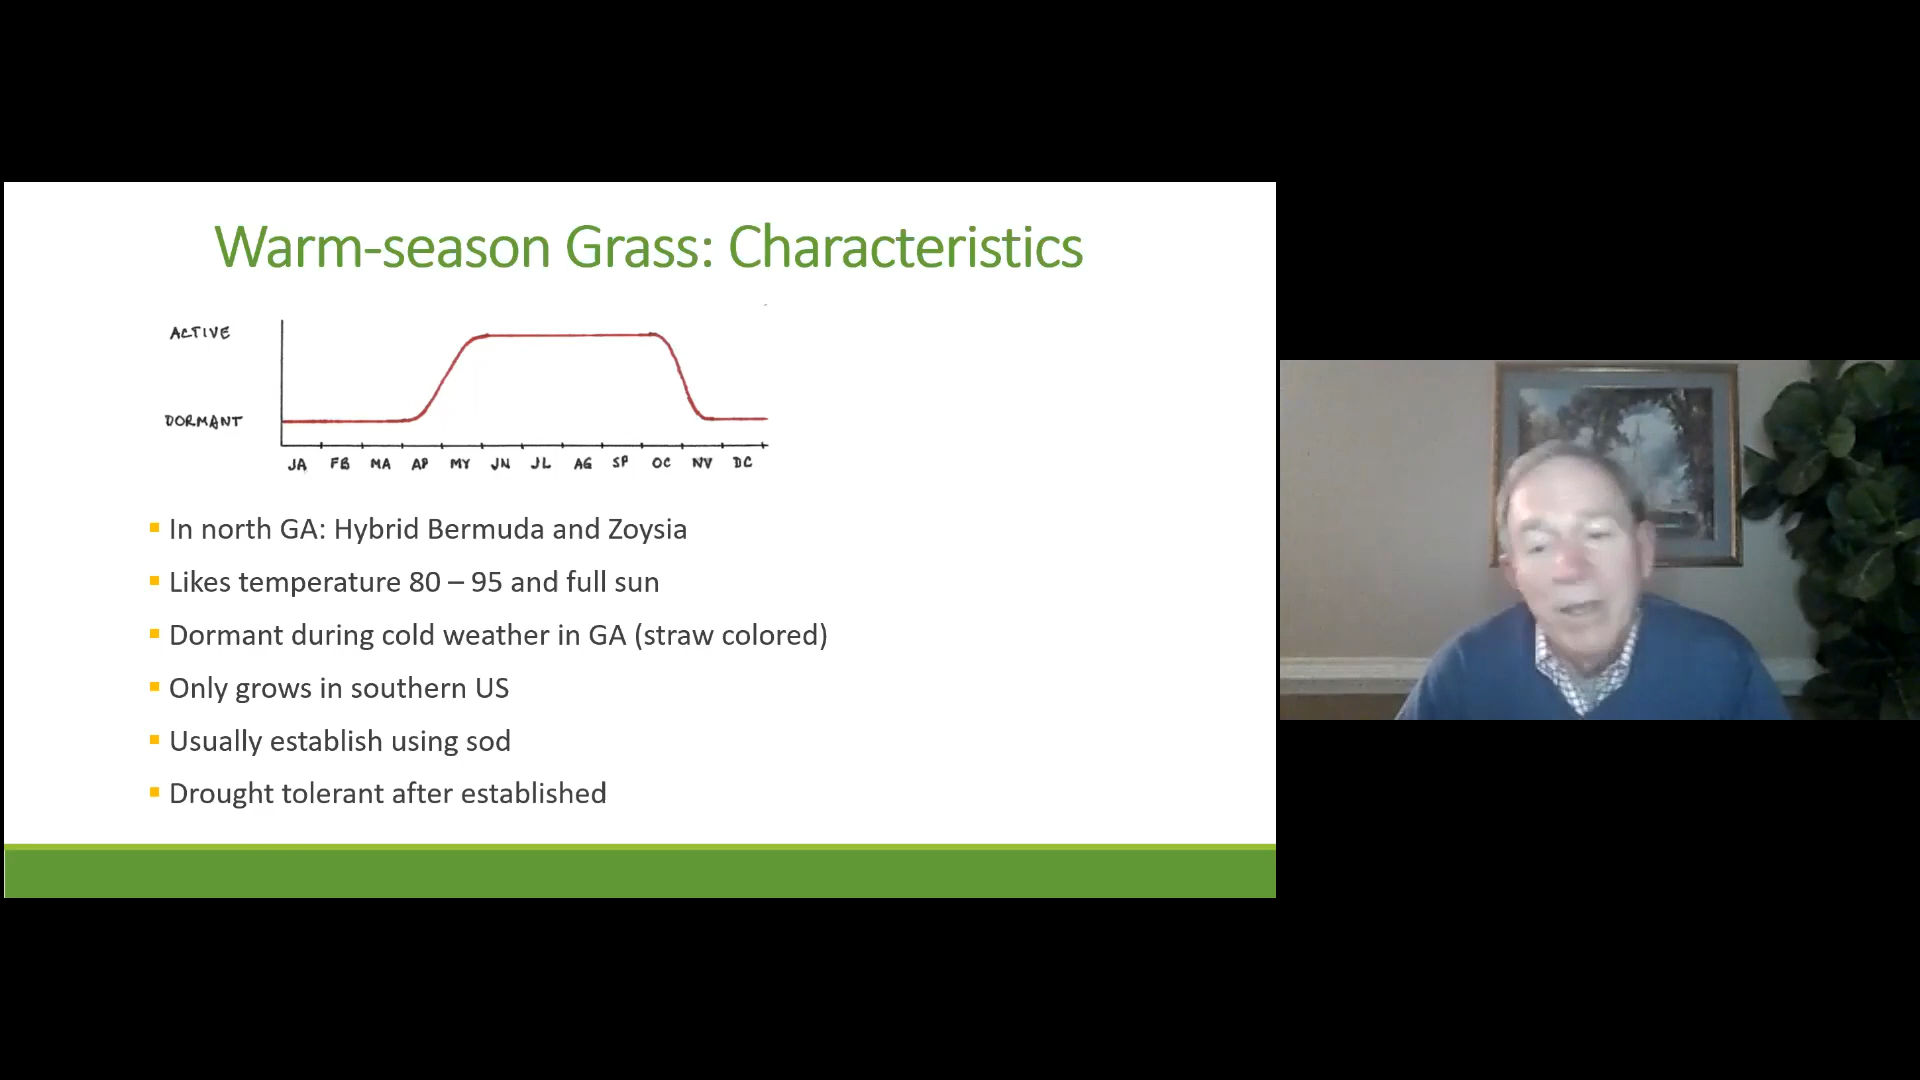 Warm-season Grass: Characteristics
ACTIVE
DORMANT
JA FB MA AP MY JN JL AG SP OC NV DC
In north GA: Hybrid Bermuda and Zoysia
Likes temperature 80 – 95 and full sun
Dormant during cold weather in GA (straw colored)
Only grows in southern US
Usually establish using sod
Drought tolerant after established